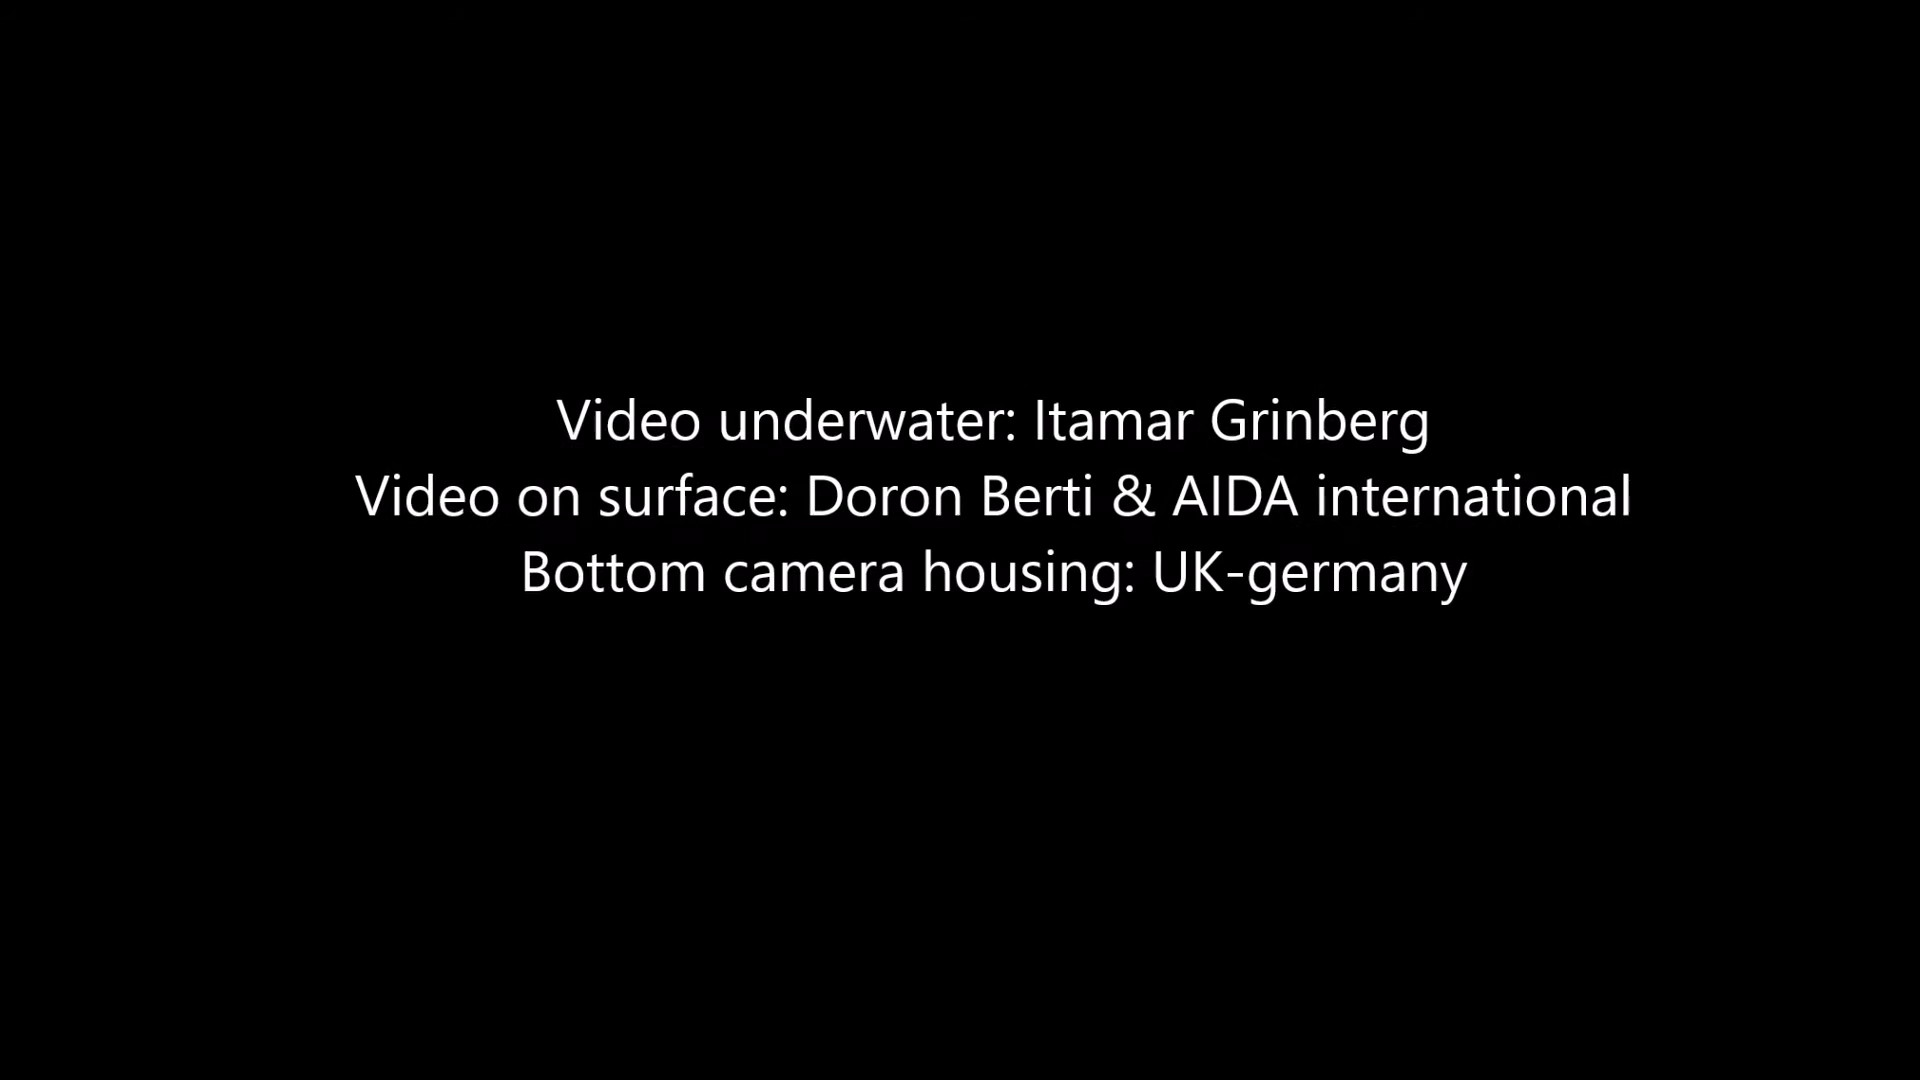 Video underwater: Itamar Grinberg
Video on surface: Doron Berti & AIDA international
Bottom camera housing: UK-germany